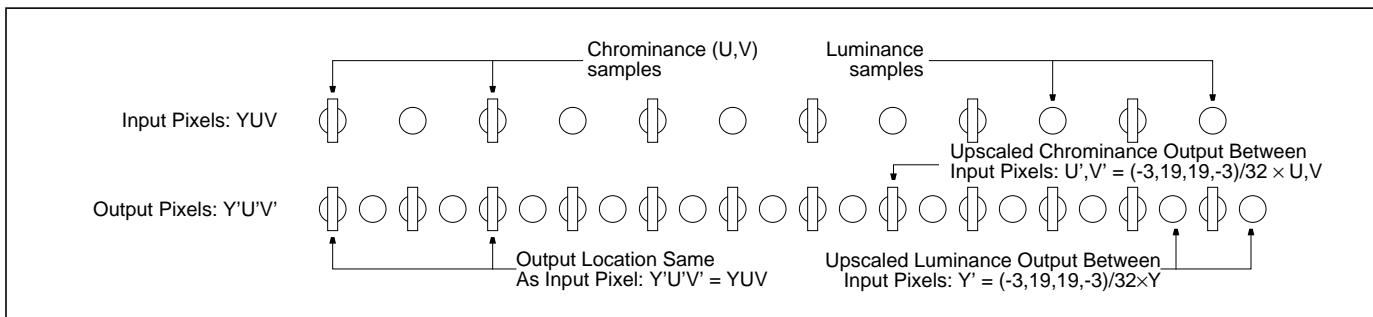 Chrominance (U,V)
samples
Luminance
samples
Input Pixels: YUV
Upscaled Chrominance Output Between
Input Pixels: U',V' = (-3,19,19,-3)/32 × U,V
Output Pixels: Y'U'V'
Output Location Same
As Input Pixel: Y'U'V' = YUV
Upscaled Luminance Output Between
Input Pixels: Y' = (-3,19,19,-3)/32×Y